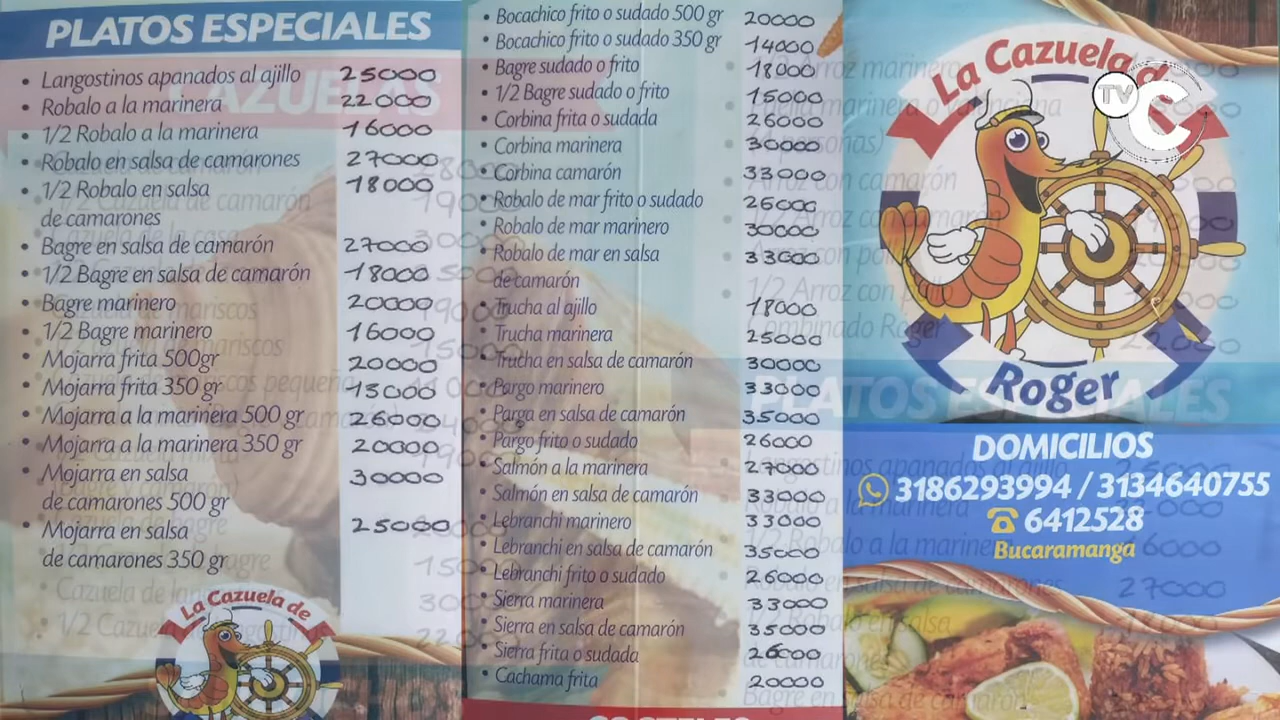 PLATOS ESPECIALES
• Langostinos apanados al ajillo 25000
• Robalo a la marinera 22000
• 1/2 Robalo a la marinera 16000
• Robalo en salsa de camarones 27000
• 1/2 Robalo en salsa 18000
de camarones
• Bagre en salsa de camarón 27000
• 1/2 Bagre en salsa de camarón 18000
• Bagre marinero 20000
• 1/2 Bagre marinero 16000
• Mojarra frita 500gr 20000
• Mojarra frita 350 gr 15000
• Mojarra a la marinera 500 gr 26000
• Mojarra a la marinera 350 gr 20000
• Mojarra en salsa 30000
de camarones 500 gr
• Mojarra en salsa 25000
de camarones 350 gr
La Cazuela de
• Bocachico frito o sudado 500 gr 20000
• Bocachico frito o sudado 350 gr 14000
• Bagre sudado o frito 18000
• 1/2 Bagre sudado o frito 15000
• Corbina frita o sudada 26000
• Corbina marinera 30000
• Corbina camarón 33000
• Robalo de mar frito o sudado 26000
• Robalo de mar marinero 30000
• Robalo de mar en salsa 33000
de camarón
• Trucha al ajillo 18000
• Trucha marinera 25000
• Trucha en salsa de camarón 30000
• Pargo marinero 33000
• Parga en salsa de camarón 35000
• Pargo frito o sudado 26000
• Salmón a la marinera 27000
• Salmón en salsa de camarón 33000
• Lebranchi marinero 33000
• Lebranchi en salsa de camarón 35000
• Lebranchi frito o sudado 26000
• Sierra marinera 33000
• Sierra en salsa de camarón 35000
• Sierra frita o sudada 26000
• Cachama frita 20000
La Cazuela de
TV C
Roger
DOMICILIOS
3186293994 / 3134640755
6412528
Bucaramanga